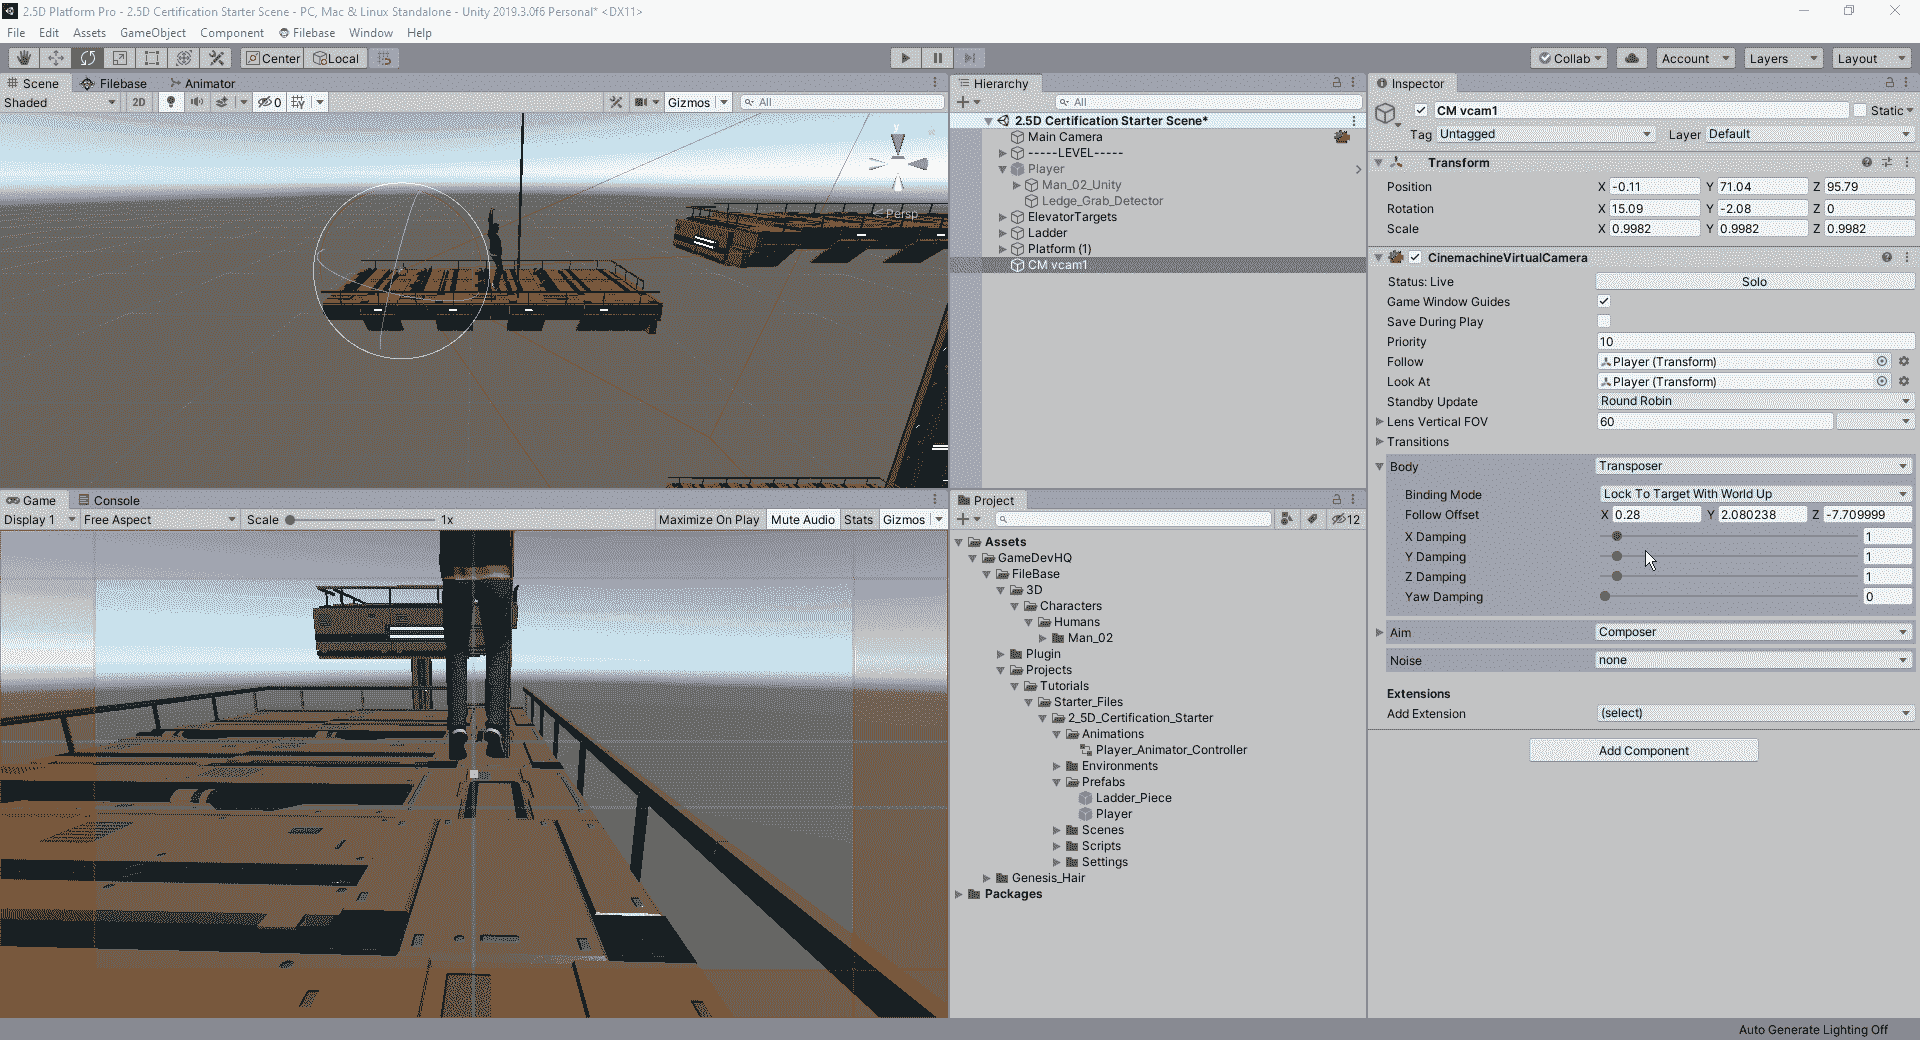 2.5D Platform Pro - 2.5D Certification Starter Scene - PC, Mac & Linux Standalone - Unity 2019.3.0f6 Personal* <DX11>
File Edit Assets GameObject Component Filebase Window Help
Center Local Collab Account Layers Layout
Scene Filebase Animator
Shaded 2D 0 Gizmos All
Persp
Game Console
Display 1 Free Aspect Scale 1x Maximize On Play Mute Audio Stats Gizmos
Hierarchy
All
2.5D Certification Starter Scene*
Main Camera
-----LEVEL-----
Player
Man_02_Unity
Ledge_Grab_Detector
ElevatorTargets
Ladder
Platform (1)
CM vcam1
Project
12
Assets
GameDevHQ
FileBase
3D
Characters
Humans
Man_02
Plugin
Projects
Tutorials
Starter_Files
2_5D_Certification_Starter
Animations
Player_Animator_Controller
Environments
Prefabs
Ladder_Piece
Player
Scenes
Scripts
Settings
Genesis_Hair
Packages
Inspector
CM vcam1 Static
Tag Untagged Layer Default
Transform
Position X -0.11 Y 71.04 Z 95.79
Rotation X 15.09 Y -2.08 Z 0
Scale X 0.9982 Y 0.9982 Z 0.9982
CinemachineVirtualCamera
Status: Live Solo
Game Window Guides
Save During Play
Priority 10
Follow Player (Transform)
Look At Player (Transform)
Standby Update Round Robin
Lens Vertical FOV 60
Transitions
Body Transposer
Binding Mode Lock To Target With World Up
Follow Offset X 0.28 Y 2.080238 Z -7.709999
X Damping 1
Y Damping 1
Z Damping 1
Yaw Damping 0
Aim Composer
Noise none
Extensions
Add Extension (select)
Add Component
Auto Generate Lighting Off